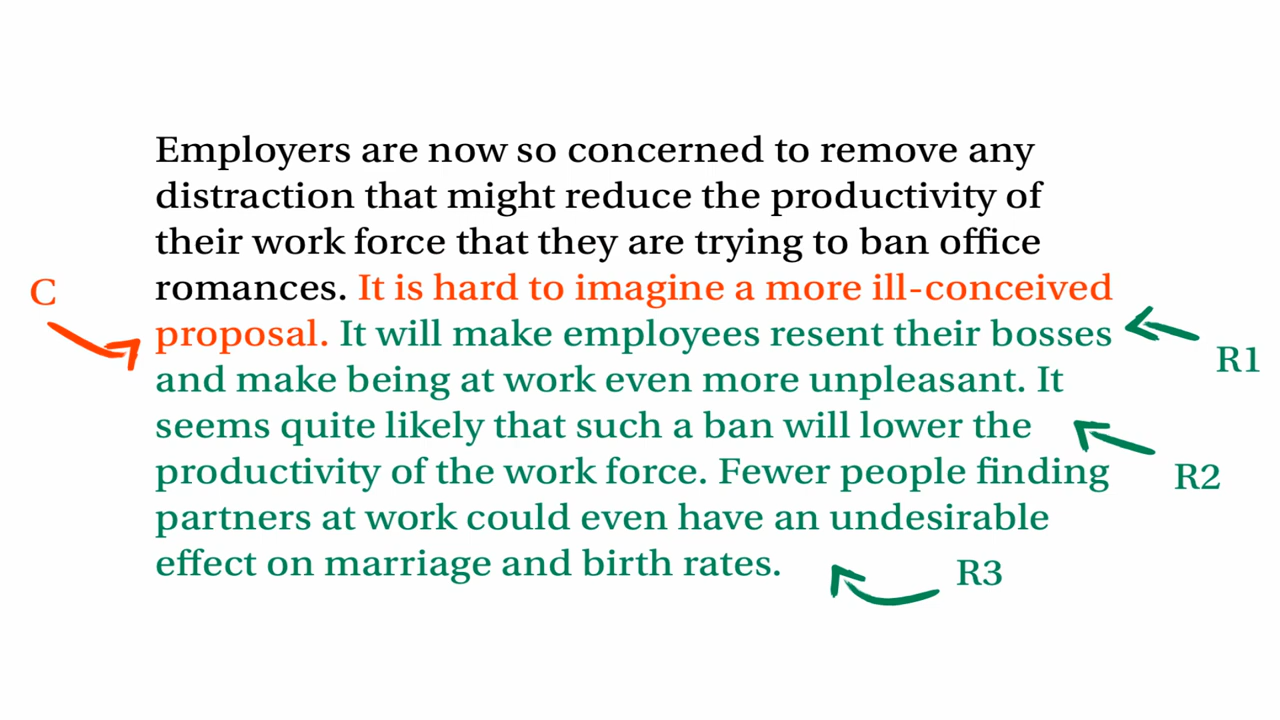 Employers are now so concerned to remove any
distraction that might reduce the productivity of
their work force that they are trying to ban office
C
romances. It is hard to imagine a more ill-conceived
proposal. It will make employees resent their bosses
R1
and make being at work even more unpleasant. It
seems quite likely that such a ban will lower the
productivity of the work force. Fewer people finding
R2
partners at work could even have an undesirable
effect on marriage and birth rates.
R3